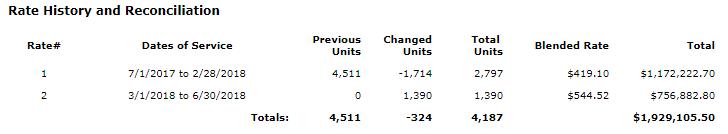 Rate History and Reconciliation
Rate# Dates of Service Previous Units Changed Units Total Units Blended Rate Total
1 7/1/2017 to 2/28/2018 4,511 -1,714 2,797 $419.10 $1,172,222.70
2 3/1/2018 to 6/30/2018 0 1,390 1,390 $544.52 $756,882.80
Totals: 4,511 -324 4,187 $1,929,105.50